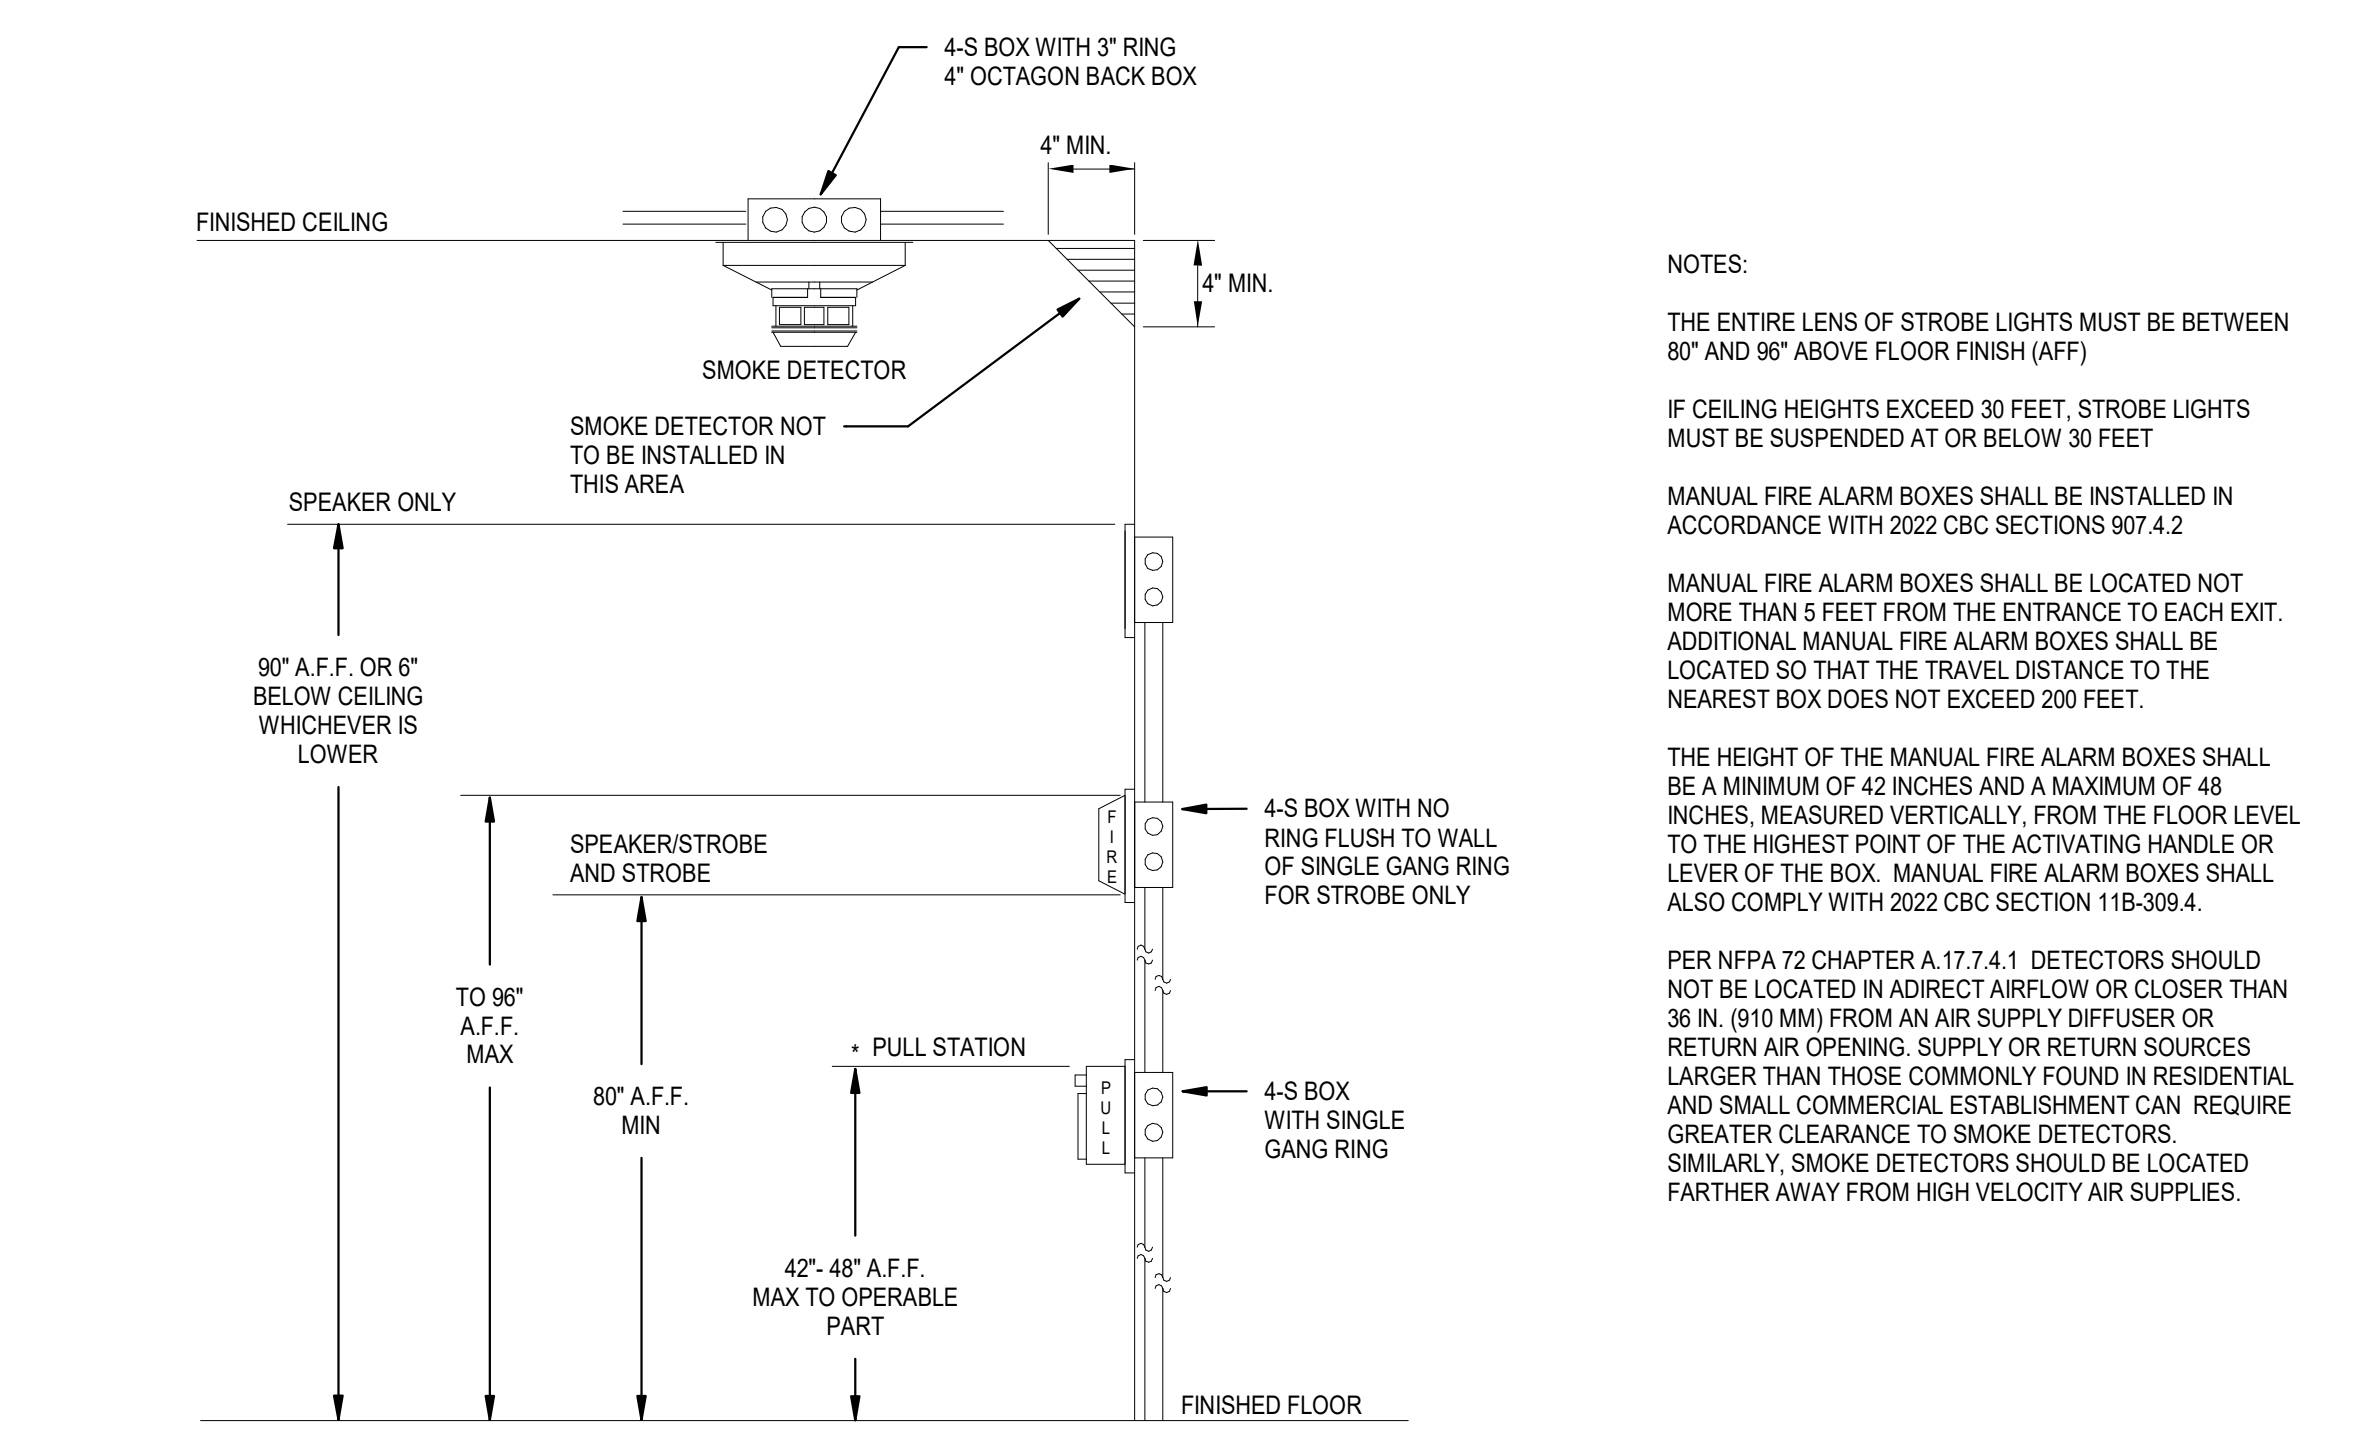 4-S BOX WITH 3" RING
4" OCTAGON BACK BOX
4" MIN.
FINISHED CEILING
4" MIN.
SMOKE DETECTOR
SMOKE DETECTOR NOT
TO BE INSTALLED IN
THIS AREA
SPEAKER ONLY
90" A.F.F. OR 6"
BELOW CEILING
WHICHEVER IS
LOWER
SPEAKER/STROBE
AND STROBE
FIRE
4-S BOX WITH NO
RING FLUSH TO WALL
OF SINGLE GANG RING
FOR STROBE ONLY
TO 96"
A.F.F.
MAX
80" A.F.F.
MIN
* PULL STATION
PULL
4-S BOX
WITH SINGLE
GANG RING
42"- 48" A.F.F.
MAX TO OPERABLE
PART
FINISHED FLOOR
NOTES:
THE ENTIRE LENS OF STROBE LIGHTS MUST BE BETWEEN
80" AND 96" ABOVE FLOOR FINISH (AFF)
IF CEILING HEIGHTS EXCEED 30 FEET, STROBE LIGHTS
MUST BE SUSPENDED AT OR BELOW 30 FEET
MANUAL FIRE ALARM BOXES SHALL BE INSTALLED IN
ACCORDANCE WITH 2022 CBC SECTIONS 907.4.2
MANUAL FIRE ALARM BOXES SHALL BE LOCATED NOT
MORE THAN 5 FEET FROM THE ENTRANCE TO EACH EXIT.
ADDITIONAL MANUAL FIRE ALARM BOXES SHALL BE
LOCATED SO THAT THE TRAVEL DISTANCE TO THE
NEAREST BOX DOES NOT EXCEED 200 FEET.
THE HEIGHT OF THE MANUAL FIRE ALARM BOXES SHALL
BE A MINIMUM OF 42 INCHES AND A MAXIMUM OF 48
INCHES, MEASURED VERTICALLY, FROM THE FLOOR LEVEL
TO THE HIGHEST POINT OF THE ACTIVATING HANDLE OR
LEVER OF THE BOX. MANUAL FIRE ALARM BOXES SHALL
ALSO COMPLY WITH 2022 CBC SECTION 11B-309.4.
PER NFPA 72 CHAPTER A.17.7.4.1 DETECTORS SHOULD
NOT BE LOCATED IN ADIRECT AIRFLOW OR CLOSER THAN
36 IN. (910 MM) FROM AN AIR SUPPLY DIFFUSER OR
RETURN AIR OPENING. SUPPLY OR RETURN SOURCES
LARGER THAN THOSE COMMONLY FOUND IN RESIDENTIAL
AND SMALL COMMERCIAL ESTABLISHMENT CAN REQUIRE
GREATER CLEARANCE TO SMOKE DETECTORS.
SIMILARLY, SMOKE DETECTORS SHOULD BE LOCATED
FARTHER AWAY FROM HIGH VELOCITY AIR SUPPLIES.